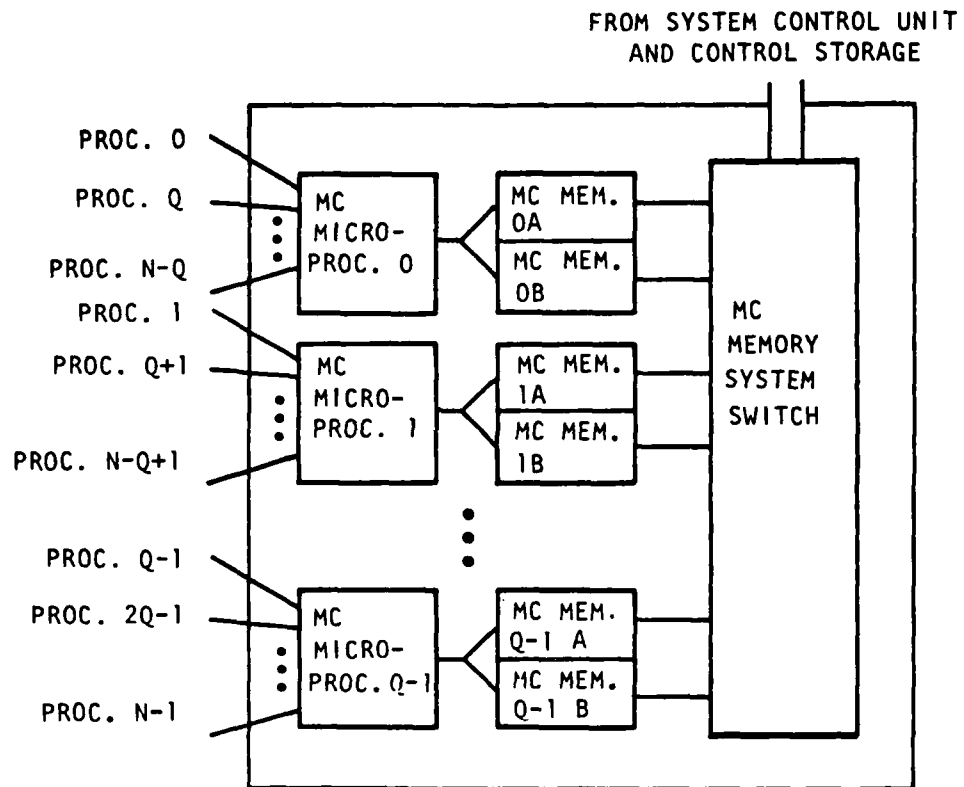 FROM SYSTEM CONTROL UNIT
AND CONTROL STORAGE
PROC. 0
PROC. Q
PROC. N-Q
MC
MICRO-
PROC. 0
MC MEM.
0A
MC MEM.
0B
PROC. 1
PROC. Q+1
PROC. N-Q+1
MC
MICRO-
PROC. 1
MC MEM.
1A
MC MEM.
1B
MC
MEMORY
SYSTEM
SWITCH
PROC. Q-1
PROC. 2Q-1
PROC. N-1
MC
MICRO-
PROC. Q-1
MC MEM.
Q-1 A
MC MEM.
Q-1 B